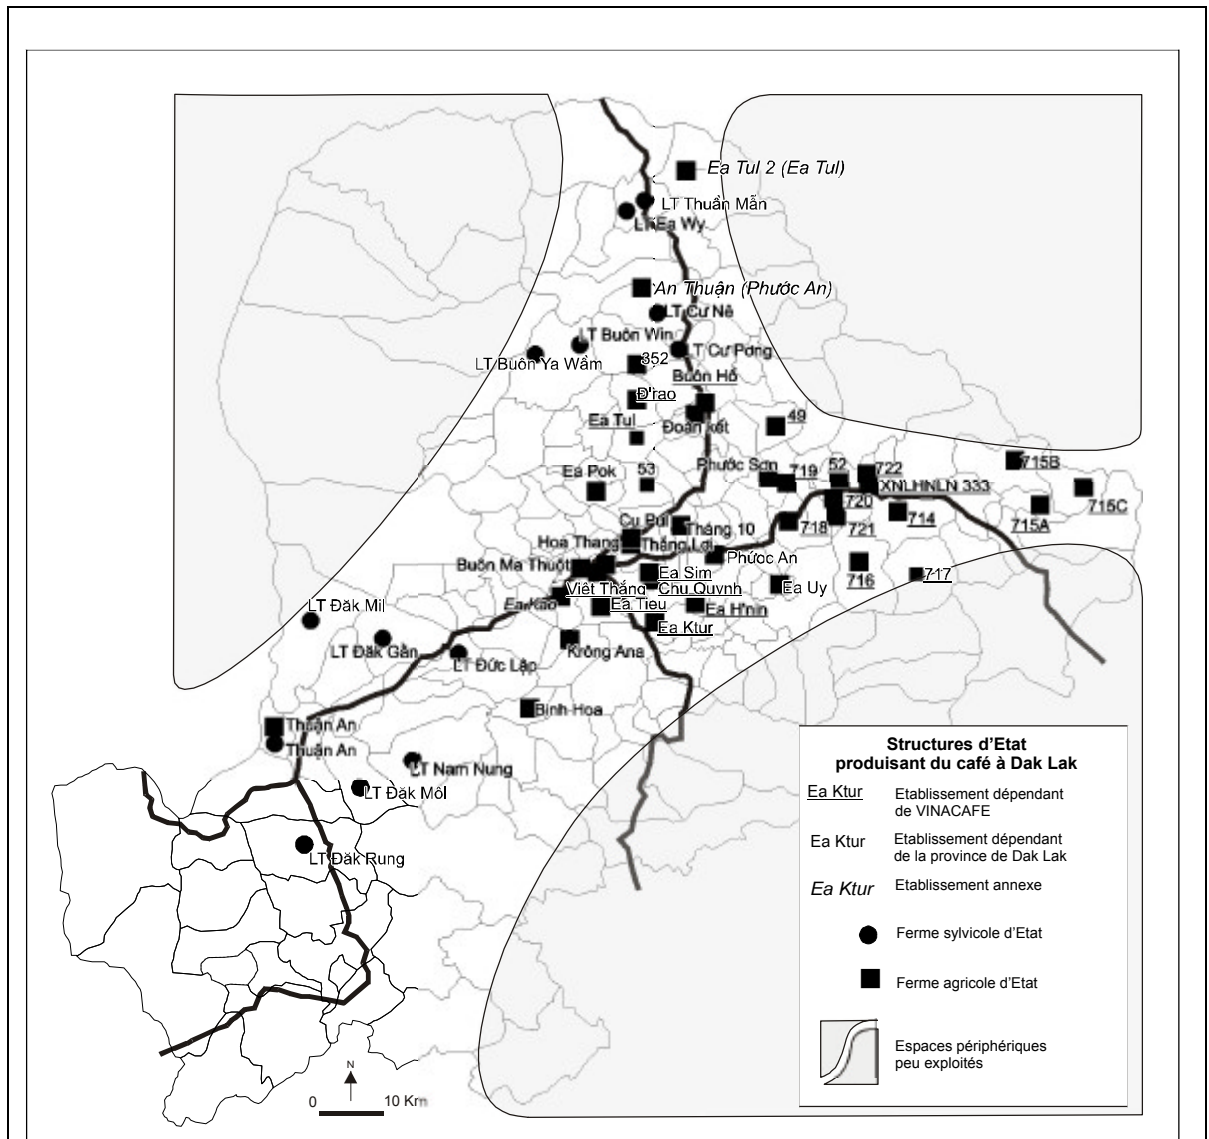 Ea Tul 2 (Ea Tul)
LT Thuần Mẫn
LT Ea Wy
An Thuận (Phước An)
LT Cư Nê
LT Buôn Win
LT Cư Pơng
LT Buôn Ya Wầm
352
Buôn Hồ
D'rao
Đoàn kết
49
Ea Tul
Ea Pok
53
Phước Sơn
719
52
722
XNLHNLN 333
715B
715C
715A
720
721
714
718
Cu Pul
Tháng 10
Hoa Thang
Thắng Lợi
Phước An
716
717
Buôn Ma Thuột
Ea Sim
Việt Thắng
Chu Quynh
Ea Uy
Ea Kao
Ea Tieu
Ea H'nin
Ea Ktur
Krông Ana
LT Đăk Mil
LT Đăk Gằn
LT Đức Lập
Binh Hoa
Thuận An
Thuận An
LT Nam Nung
LT Đăk Môl
LT Đăk Rung
Structures d'Etat
produisant du café à Dak Lak
Ea Ktur Etablissement dépendant
de VINACAFE
Ea Ktur Etablissement dépendant
de la province de Dak Lak
Ea Ktur Etablissement annexe
Ferme sylvicole d'Etat
Ferme agricole d'Etat
Espaces périphériques
peu exploités
N
0 10 Km